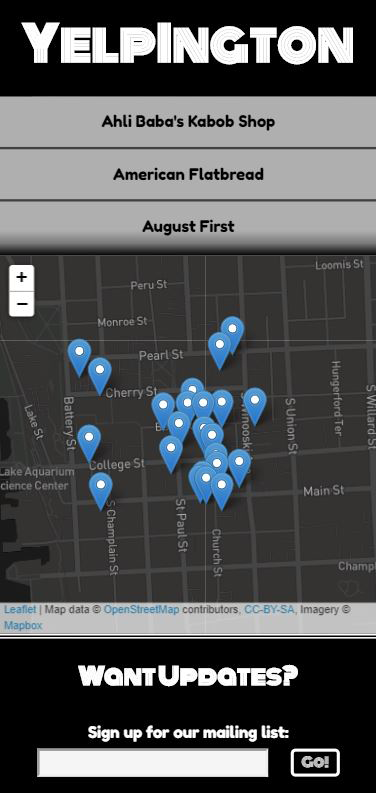 YELPINGTON
Ahli Baba's Kabob Shop
American Flatbread
August First
+
−
Loomis St
Peru St
Monroe St
Pearl St
Cherry St
Lake St
Battery St
S Winooski
S Union St
Hungerford Ter
S Willard S
Lake Aquarium
cience Center
College St
Main St
S Champlain St
St Paul St
Church St
Champl
Leaflet | Map data © OpenStreetMap contributors, CC-BY-SA, Imagery ©
Mapbox
WANT UPDATES?
Sign up for our mailing list:
GO!